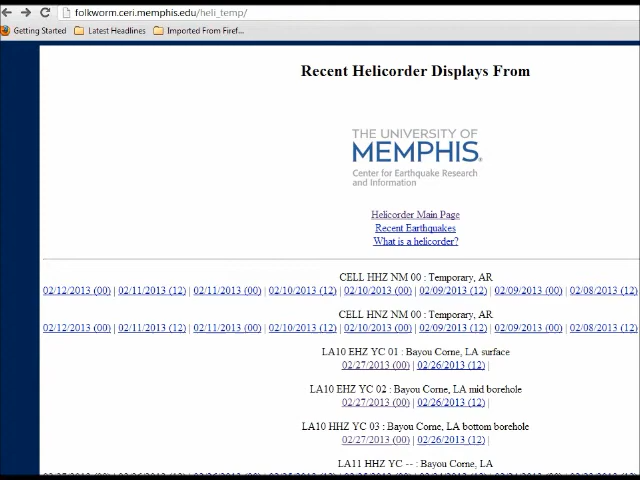 folkworm.ceri.memphis.edu/heli_temp/
Getting Started Latest Headlines Imported From Firef...
Recent Helicorder Displays From
THE UNIVERSITY OF
MEMPHIS.
Center for Earthquake Research
and Information
Helicorder Main Page
Recent Earthquakes
What is a helicorder?
CELL HHZ NM 00 : Temporary, AR
02/12/2013 (00) | 02/11/2013 (12) | 02/11/2013 (00) | 02/10/2013 (12) | 02/10/2013 (00) | 02/09/2013 (12) | 02/09/2013 (00) | 02/08/2013 (12)
CELL HNZ NM 00 : Temporary, AR
02/12/2013 (00) | 02/11/2013 (12) | 02/11/2013 (00) | 02/10/2013 (12) | 02/10/2013 (00) | 02/09/2013 (12) | 02/09/2013 (00) | 02/08/2013 (12)
LA10 EHZ YC 01 : Bayou Corne, LA surface
02/27/2013 (00) | 02/26/2013 (12) |
LA10 EHZ YC 02 : Bayou Corne, LA mid borehole
02/27/2013 (00) | 02/26/2013 (12) |
LA10 HHZ YC 03 : Bayou Corne, LA bottom borehole
02/27/2013 (00) | 02/26/2013 (12) |
LA11 HHZ YC -- : Bayou Corne, LA